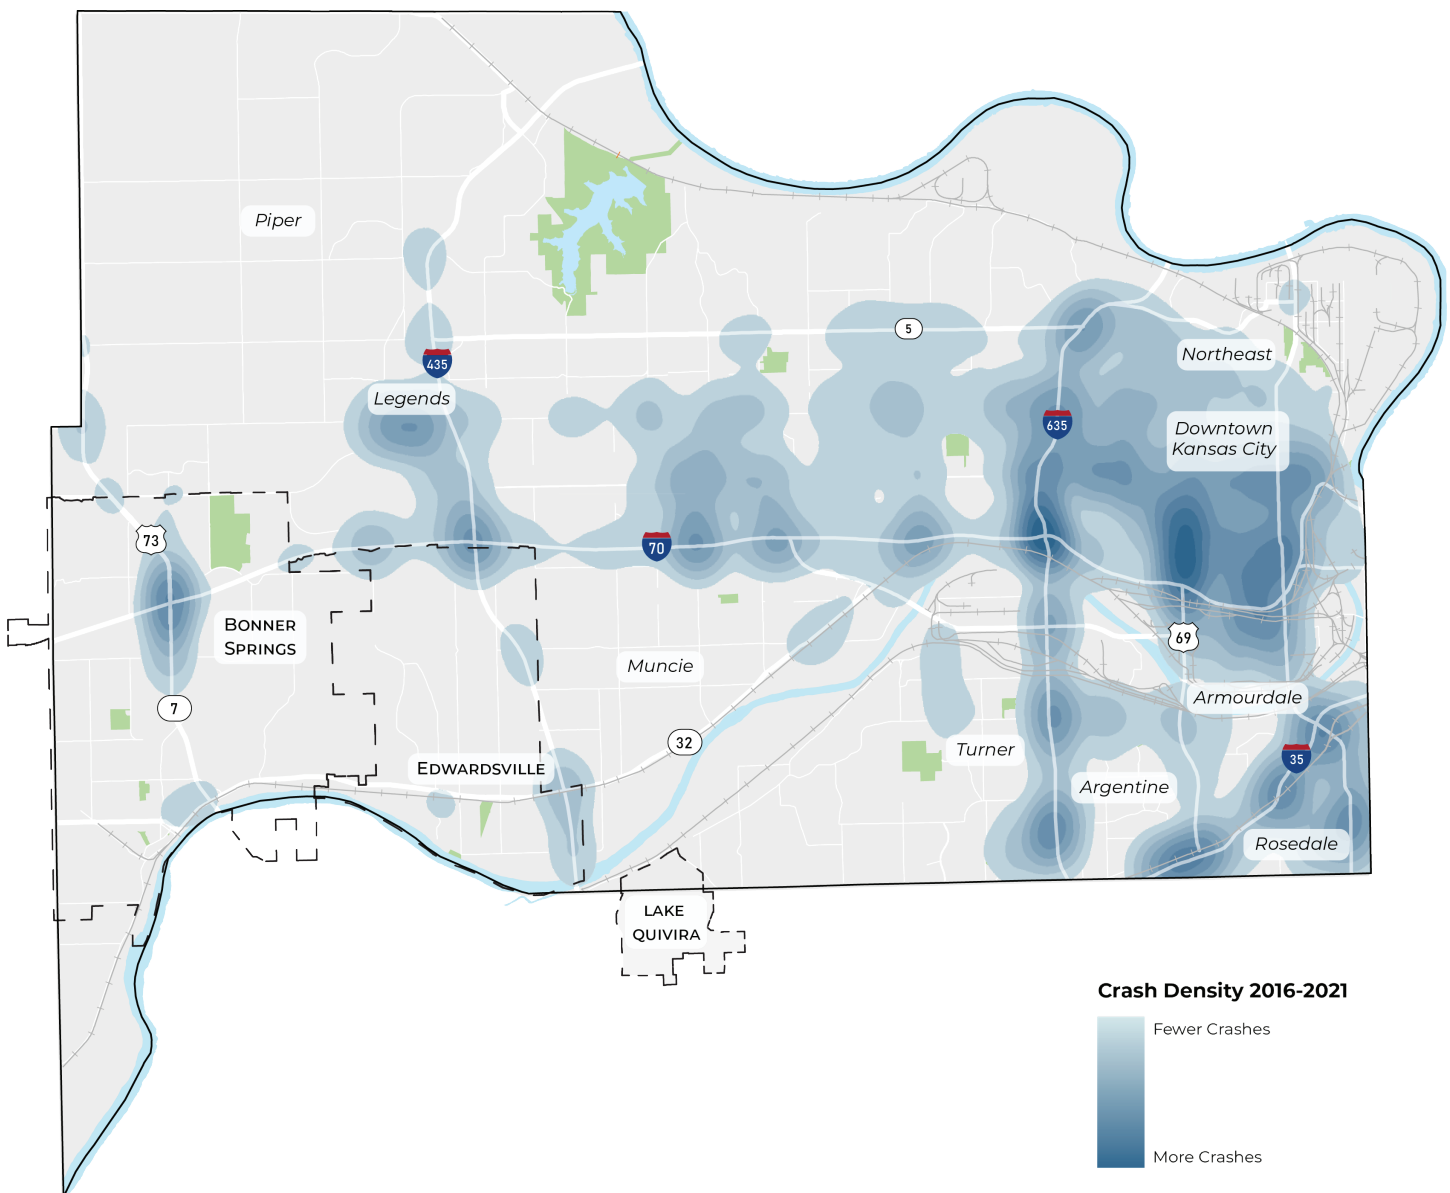 Piper
5
435
Northeast
Legends
635
Downtown
Kansas City
73
70
BONNER
SPRINGS
69
Muncie
7
Armourdale
32
Turner
35
EDWARDSVILLE
Argentine
Rosedale
LAKE
QUIVIRA
Crash Density 2016-2021
Fewer Crashes
More Crashes